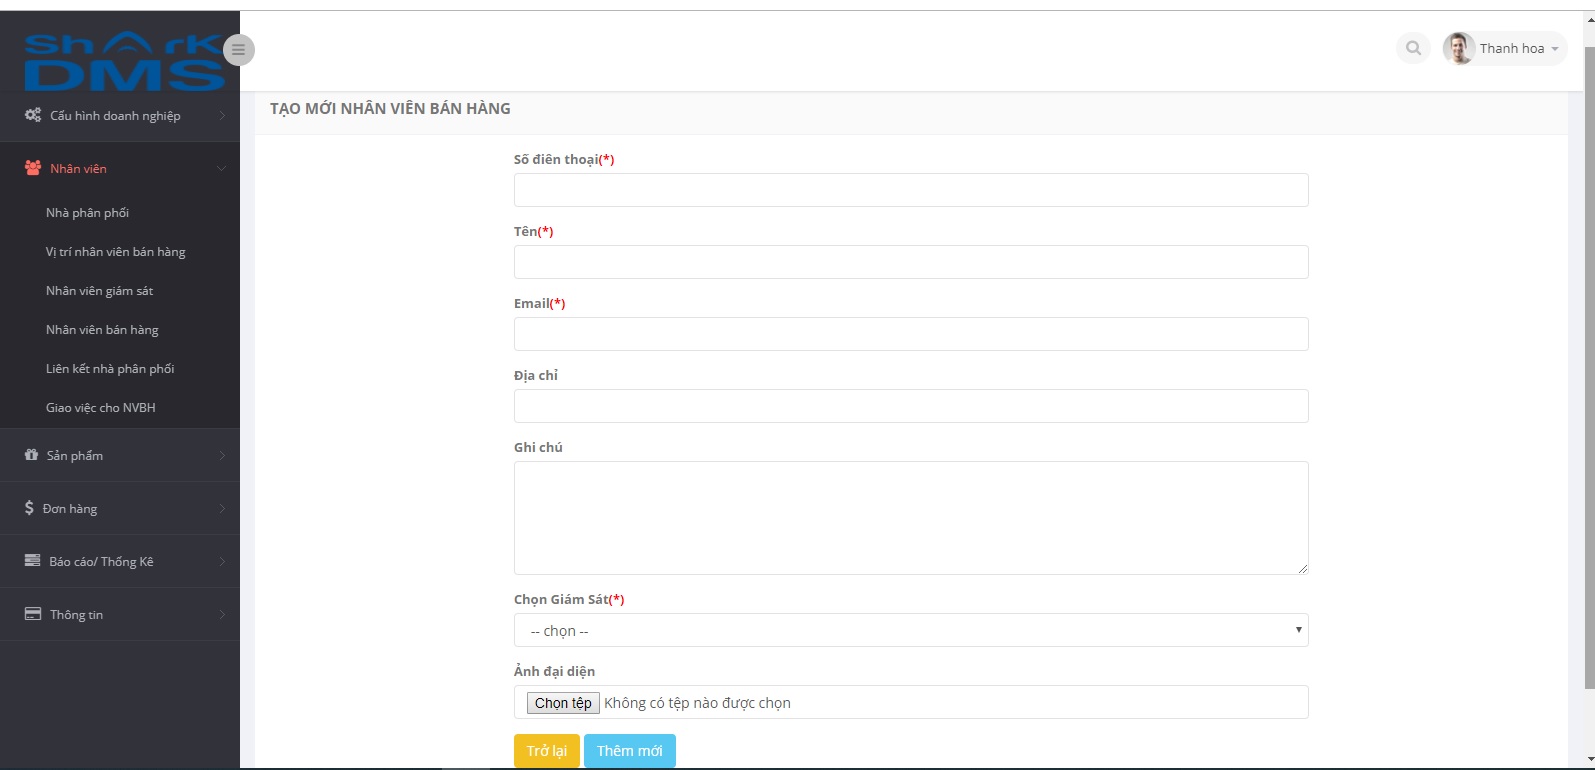 Shark
DMS
Thanh hoa
Cấu hình doanh nghiệp
Nhân viên
Nhà phân phối
Vị trí nhân viên bán hàng
Nhân viên giám sát
Nhân viên bán hàng
Liên kết nhà phân phối
Giao việc cho NVBH
Sản phẩm
Đơn hàng
Báo cáo/ Thống Kê
Thông tin
TẠO MỚI NHÂN VIÊN BÁN HÀNG
Số điên thoại(*)
Tên(*)
Email(*)
Địa chỉ
Ghi chú
Chọn Giám Sát(*)
-- chọn --
Ảnh đại diện
Chọn tệp Không có tệp nào được chọn
Trở lại Thêm mới